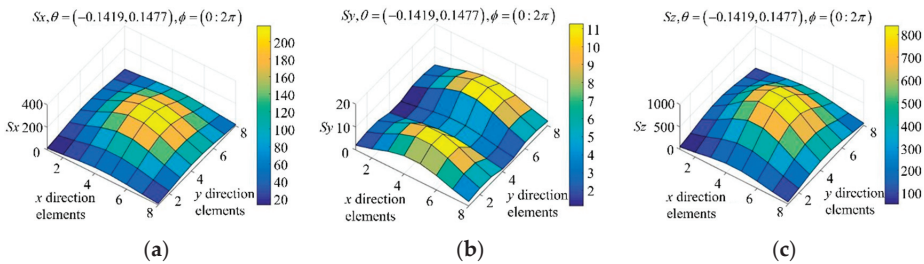 Sx,θ=(−0.1419,0.1477),ϕ=(0:2π)
400
200
0
Sx
2
4
6
8
x direction
elements
2
4
6
8
y direction
elements
200
180
160
140
120
100
80
60
40
20
(a)
Sy,θ=(−0.1419,0.1477),ϕ=(0:2π)
20
10
0
Sy
2
4
6
8
x direction
elements
2
4
6
8
y direction
elements
11
10
9
8
7
6
5
4
3
2
1
(b)
Sz,θ=(−0.1419,0.1477),ϕ=(0:2π)
1000
500
0
Sz
2
4
6
8
x direction
elements
2
4
6
8
y direction
elements
800
700
600
500
400
300
200
100
(c)